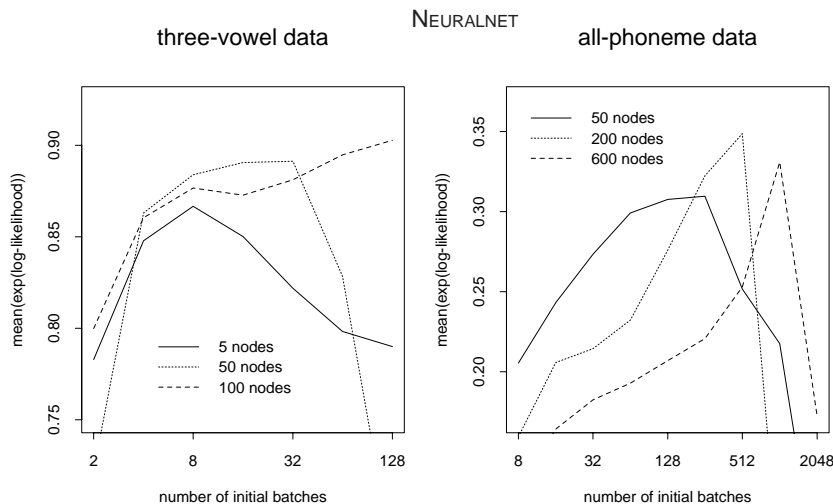 NEURALNET
three-vowel data
mean(exp(log-likelihood))
0.90
0.85
0.80
0.75
5 nodes
50 nodes
100 nodes
2
8
32
128
number of initial batches
all-phoneme data
mean(exp(log-likelihood))
0.35
0.30
0.25
0.20
50 nodes
200 nodes
600 nodes
8
32
128
512
2048
number of initial batches